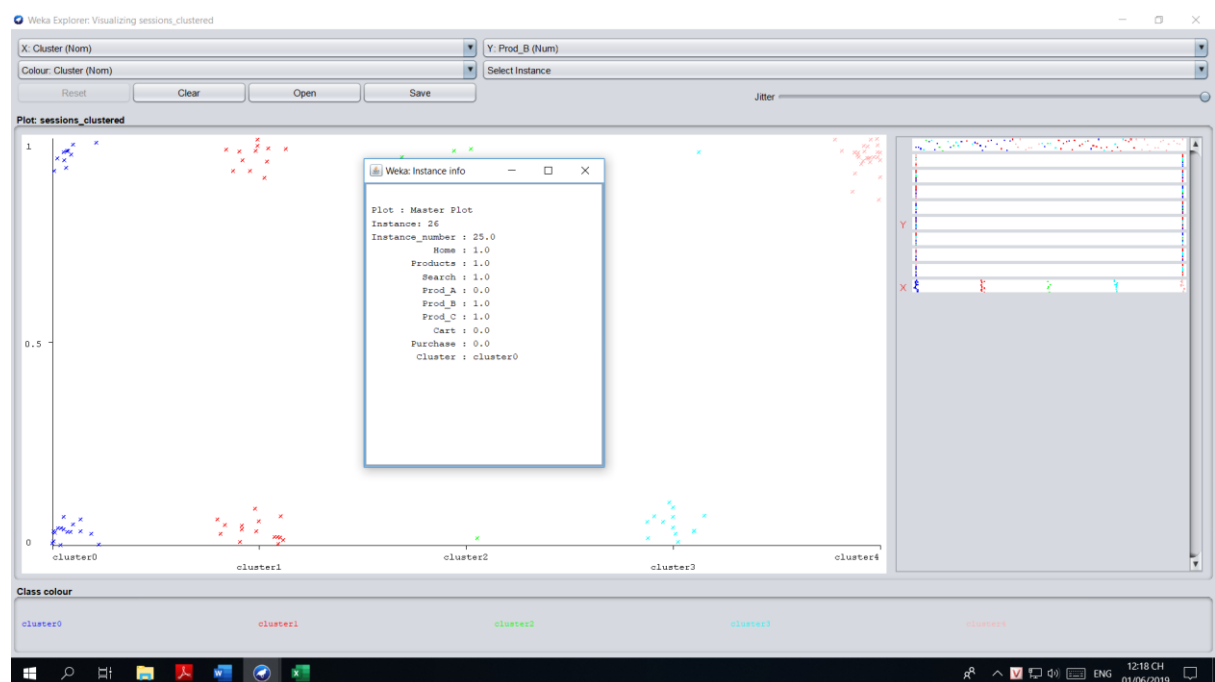 Weka Explorer: Visualizing sessions_clustered
X: Cluster (Nom)
Y: Prod_B (Num)
Colour: Cluster (Nom)
Select Instance
Reset
Clear
Open
Save
Jitter
Plot: sessions_clustered
1
0.5
0
cluster0
cluster1
cluster2
cluster3
cluster4
Weka: Instance info
Plot : Master Plot
Instance: 26
Instance_number : 25.0
Home : 1.0
Products : 1.0
Search : 1.0
Prod_A : 0.0
Prod_B : 1.0
Prod_C : 1.0
Cart : 0.0
Purchase : 0.0
Cluster : cluster0
Y
X
Class colour
cluster0
cluster1
cluster2
cluster3
cluster4
ENG
12:18 CH
01/06/2019